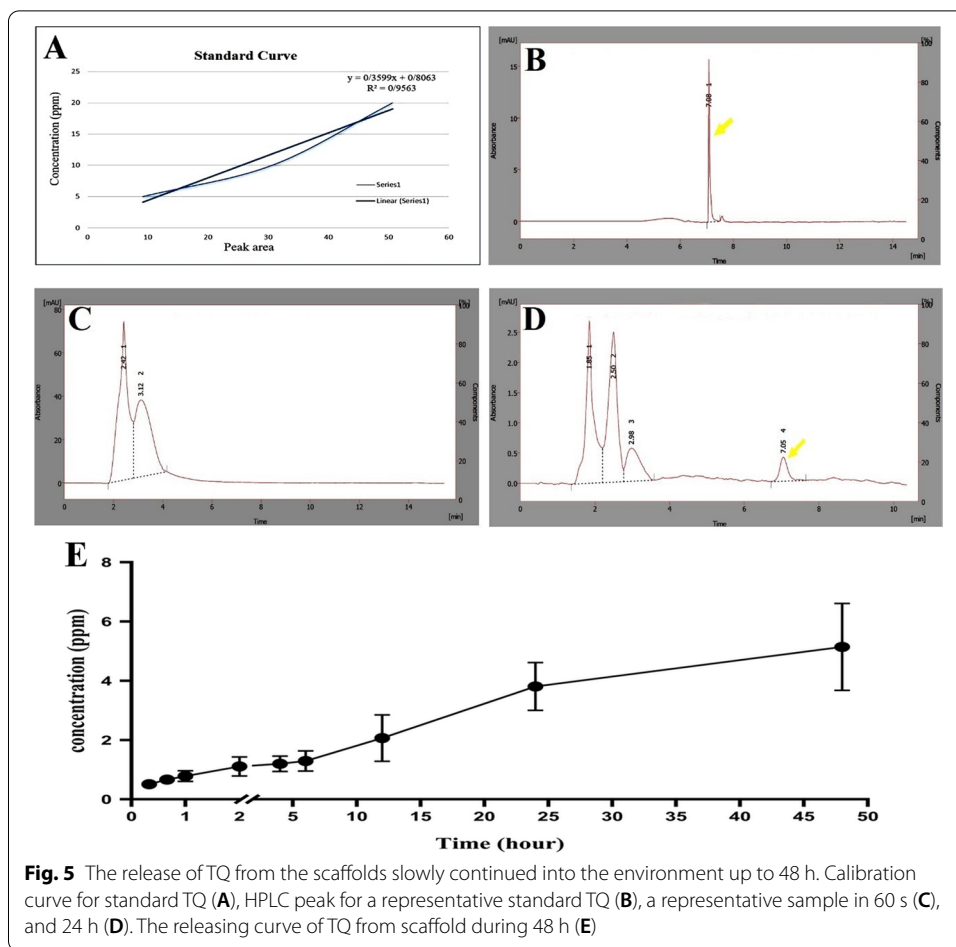 A
Standard Curve
y = 0/3599x + 0/8063
R² = 0/9563
Concentration (ppm)
25
20
15
10
5
0
Series1
Linear (Series1)
0 10 20 30 40 50 60
Peak area
B
[mAU]
[%]
15
10
5
0
Absorbance
7.08 1
100
80
60
40
20
0
Components
0 2 4 6 8 10 12 14
[min]
Time
C
[mAU]
[%]
80
60
40
20
0
Absorbance
2.42 1
3.12 2
100
80
60
40
20
0
Components
0 2 4 6 8 10 12 14
[min]
Time
D
[mAU]
[%]
2.5
2.0
1.5
1.0
0.5
0.0
Absorbance
1.85 1
2.50 2
2.98 3
7.05 4
100
80
60
40
20
0
Components
0 2 4 6 8 10
[min]
Time
E
concentration (ppm)
8
6
4
2
0
0 1 2 5 10 15 20 25 30 35 40 45 50
Time (hour)
Fig. 5 The release of TQ from the scaffolds slowly continued into the environment up to 48 h. Calibration
curve for standard TQ (A), HPLC peak for a representative standard TQ (B), a representative sample in 60 s (C),
and 24 h (D). The releasing curve of TQ from scaffold during 48 h (E)